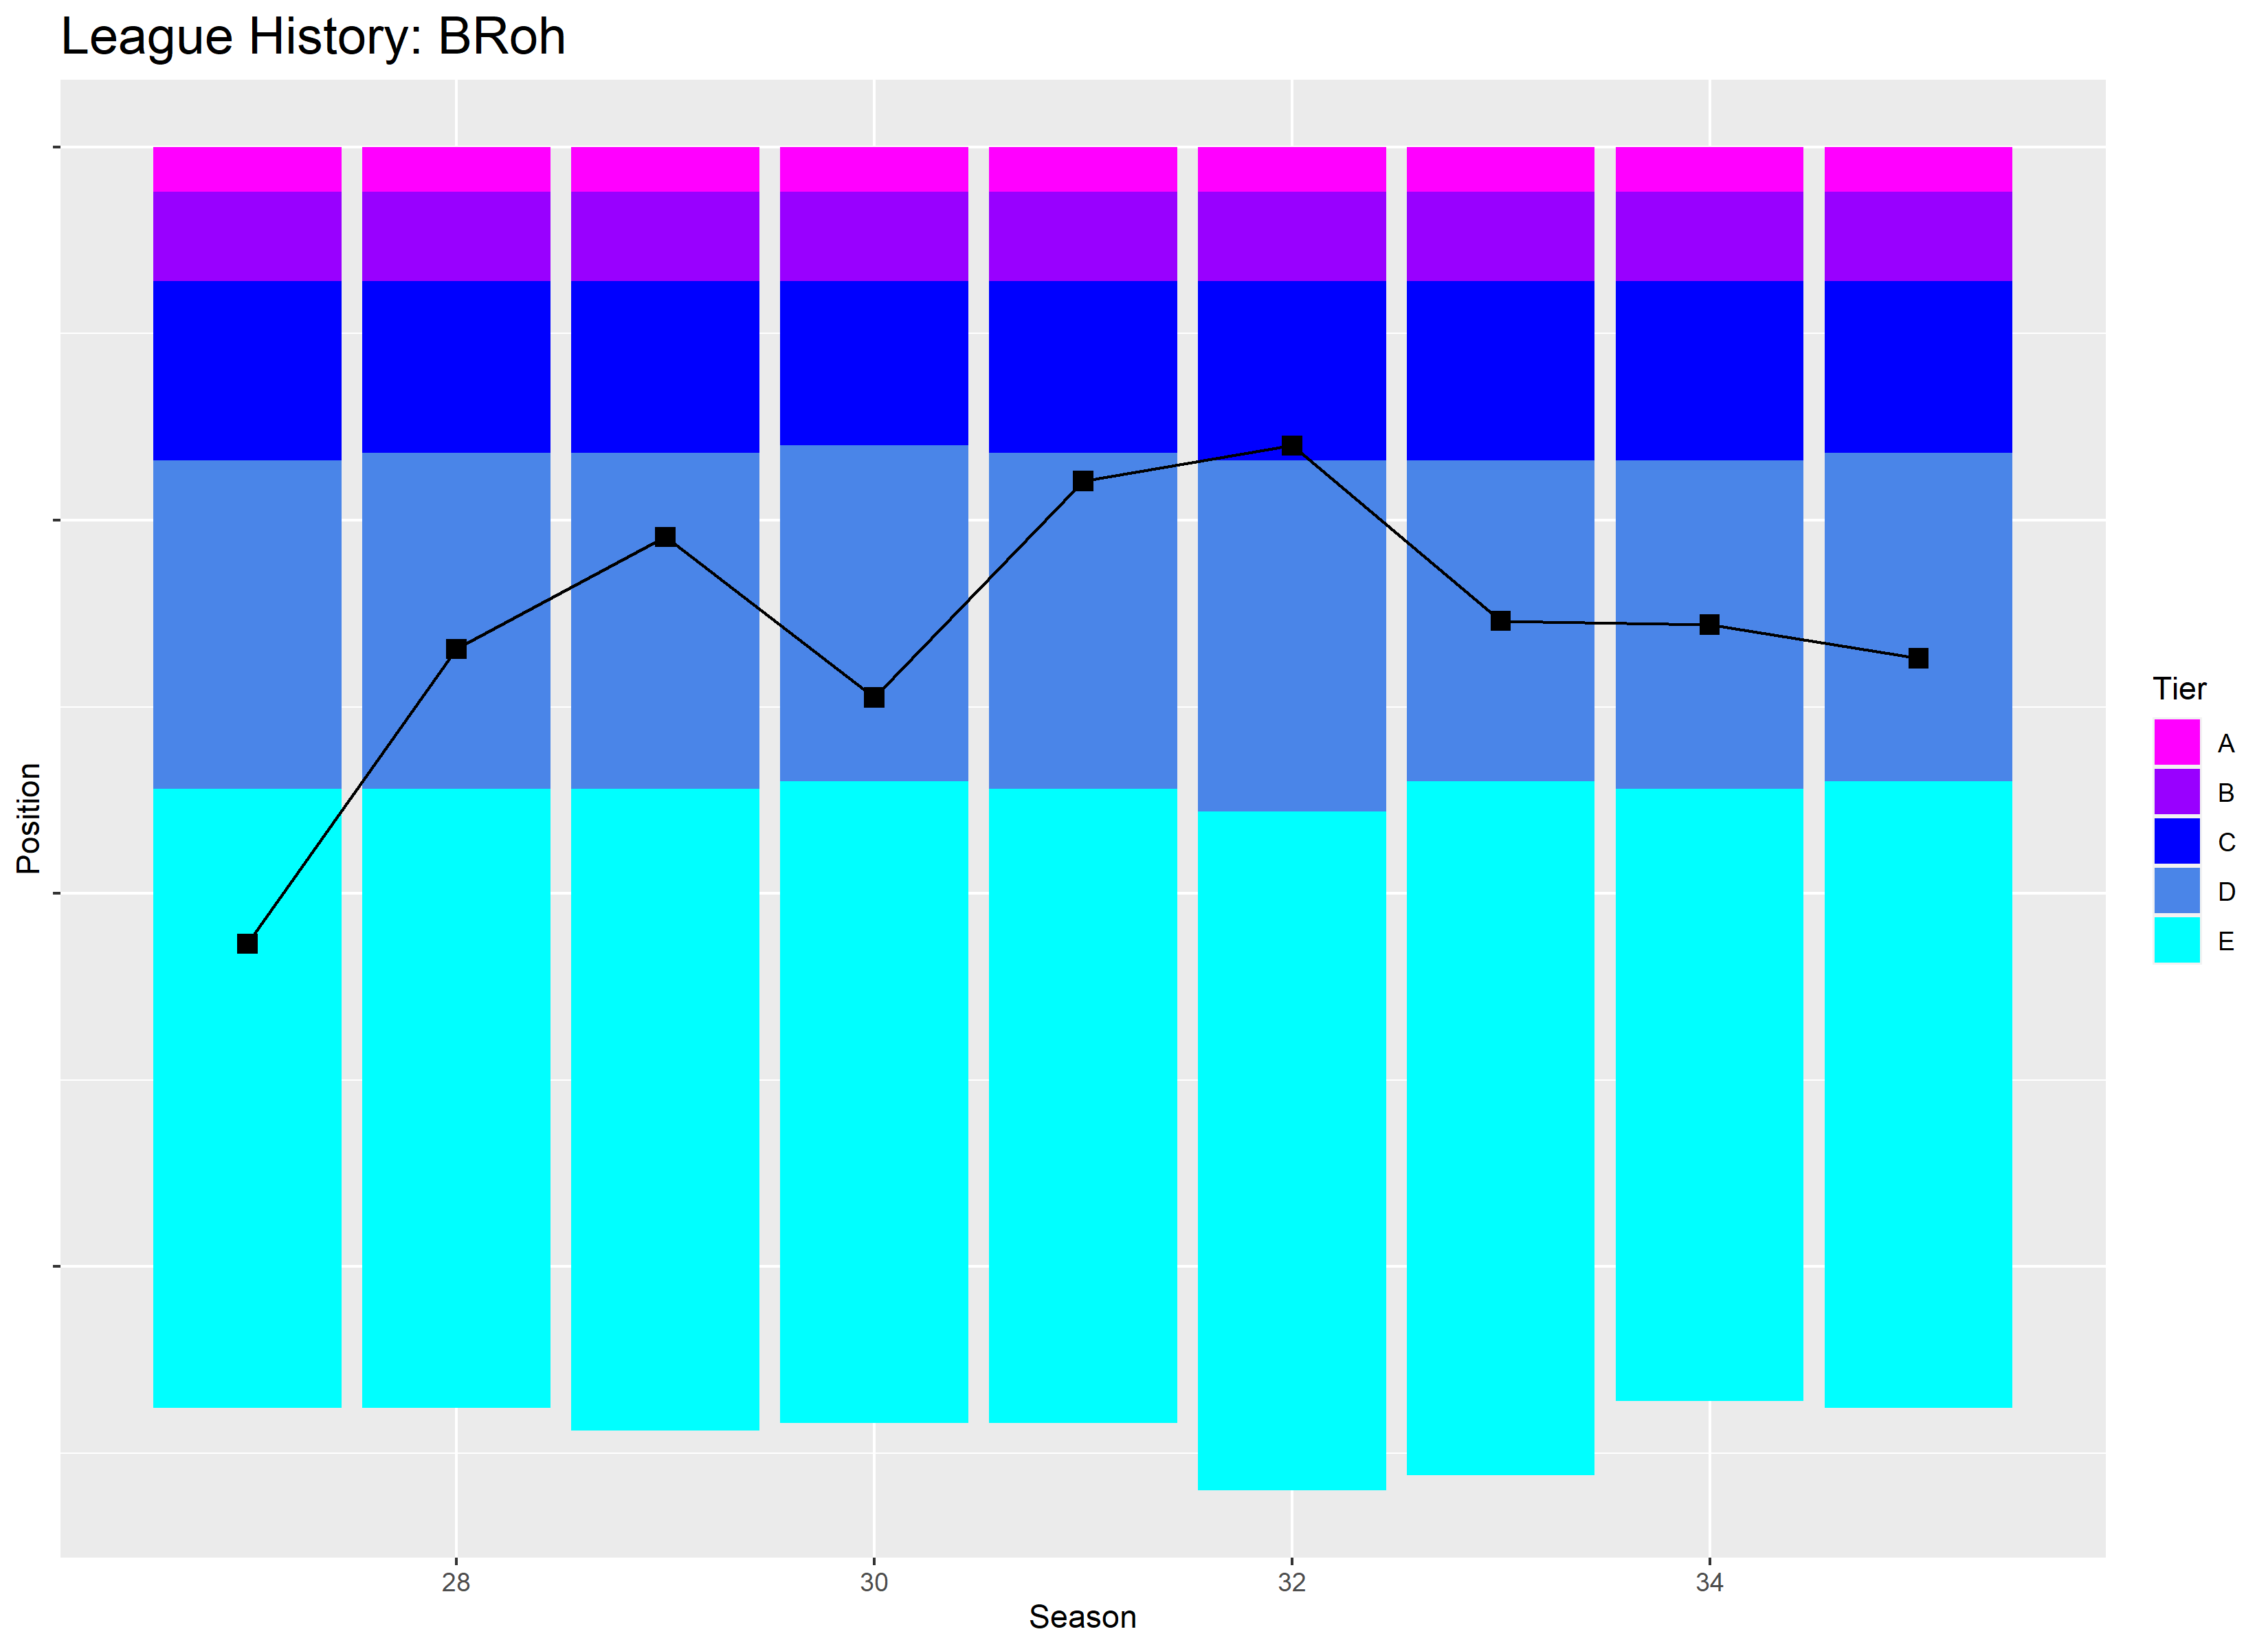 League History: BRoh
Position
Tier
A
B
C
D
E
28
30
32
34
Season